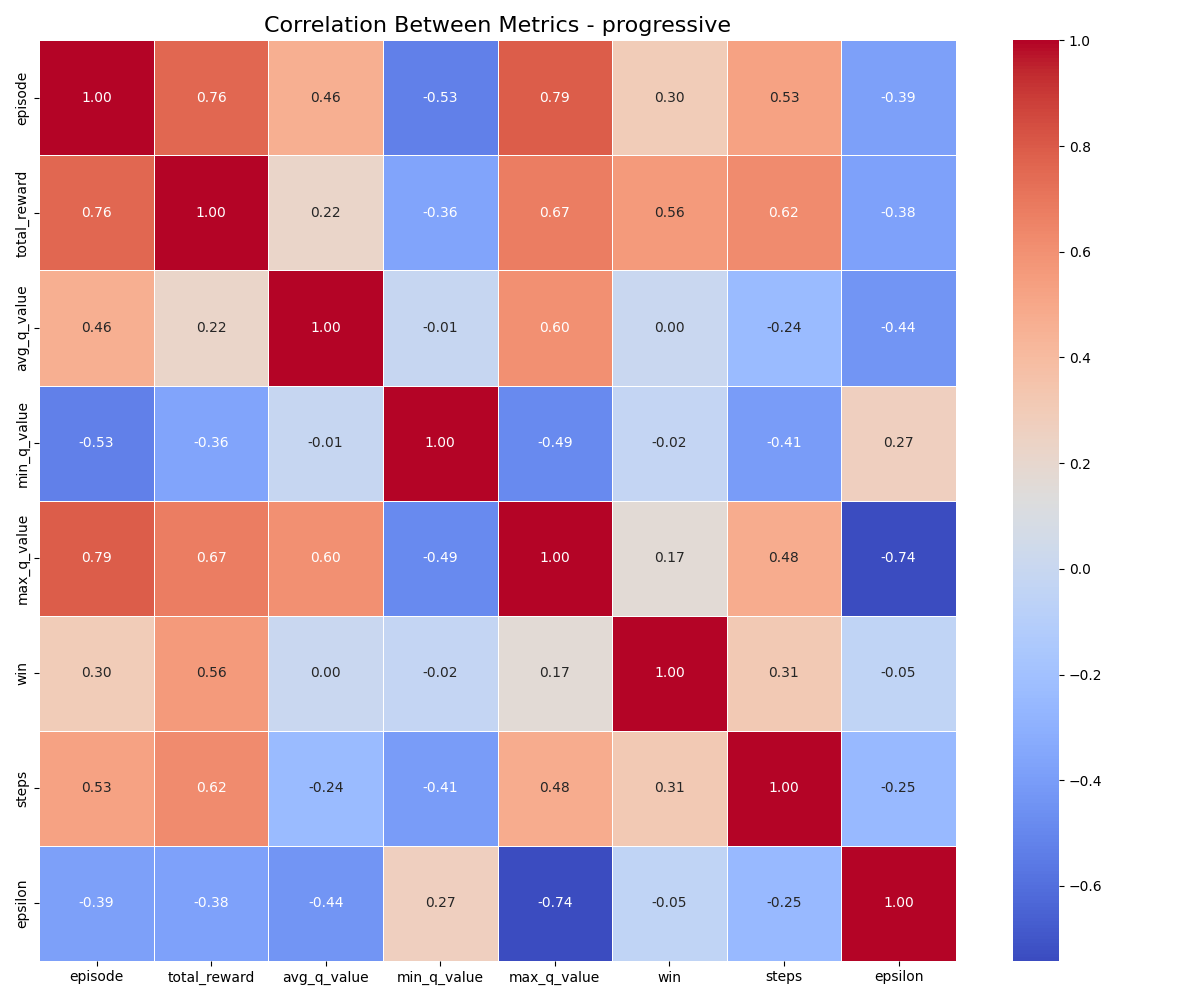 Correlation Between Metrics - progressive
episode 1.00 0.76 0.46 -0.53 0.79 0.30 0.53 -0.39
total_reward 0.76 1.00 0.22 -0.36 0.67 0.56 0.62 -0.38
avg_q_value 0.46 0.22 1.00 -0.01 0.60 0.00 -0.24 -0.44
min_q_value -0.53 -0.36 -0.01 1.00 -0.49 -0.02 -0.41 0.27
max_q_value 0.79 0.67 0.60 -0.49 1.00 0.17 0.48 -0.74
win 0.30 0.56 0.00 -0.02 0.17 1.00 0.31 -0.05
steps 0.53 0.62 -0.24 -0.41 0.48 0.31 1.00 -0.25
epsilon -0.39 -0.38 -0.44 0.27 -0.74 -0.05 -0.25 1.00
episode total_reward avg_q_value min_q_value max_q_value win steps epsilon
1.0
0.8
0.6
0.4
0.2
0.0
−0.2
−0.4
−0.6